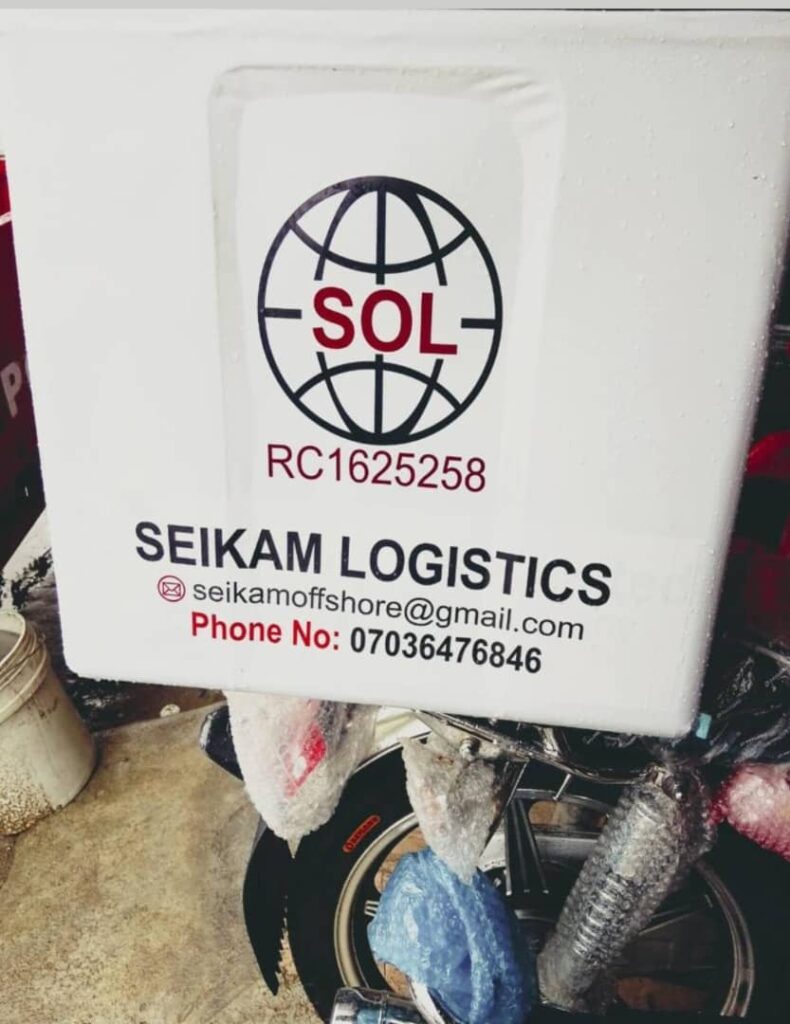 SOL
RC1625258
SEIKAM LOGISTICS
seikamoffshore@gmail.com
Phone No: 07036476846